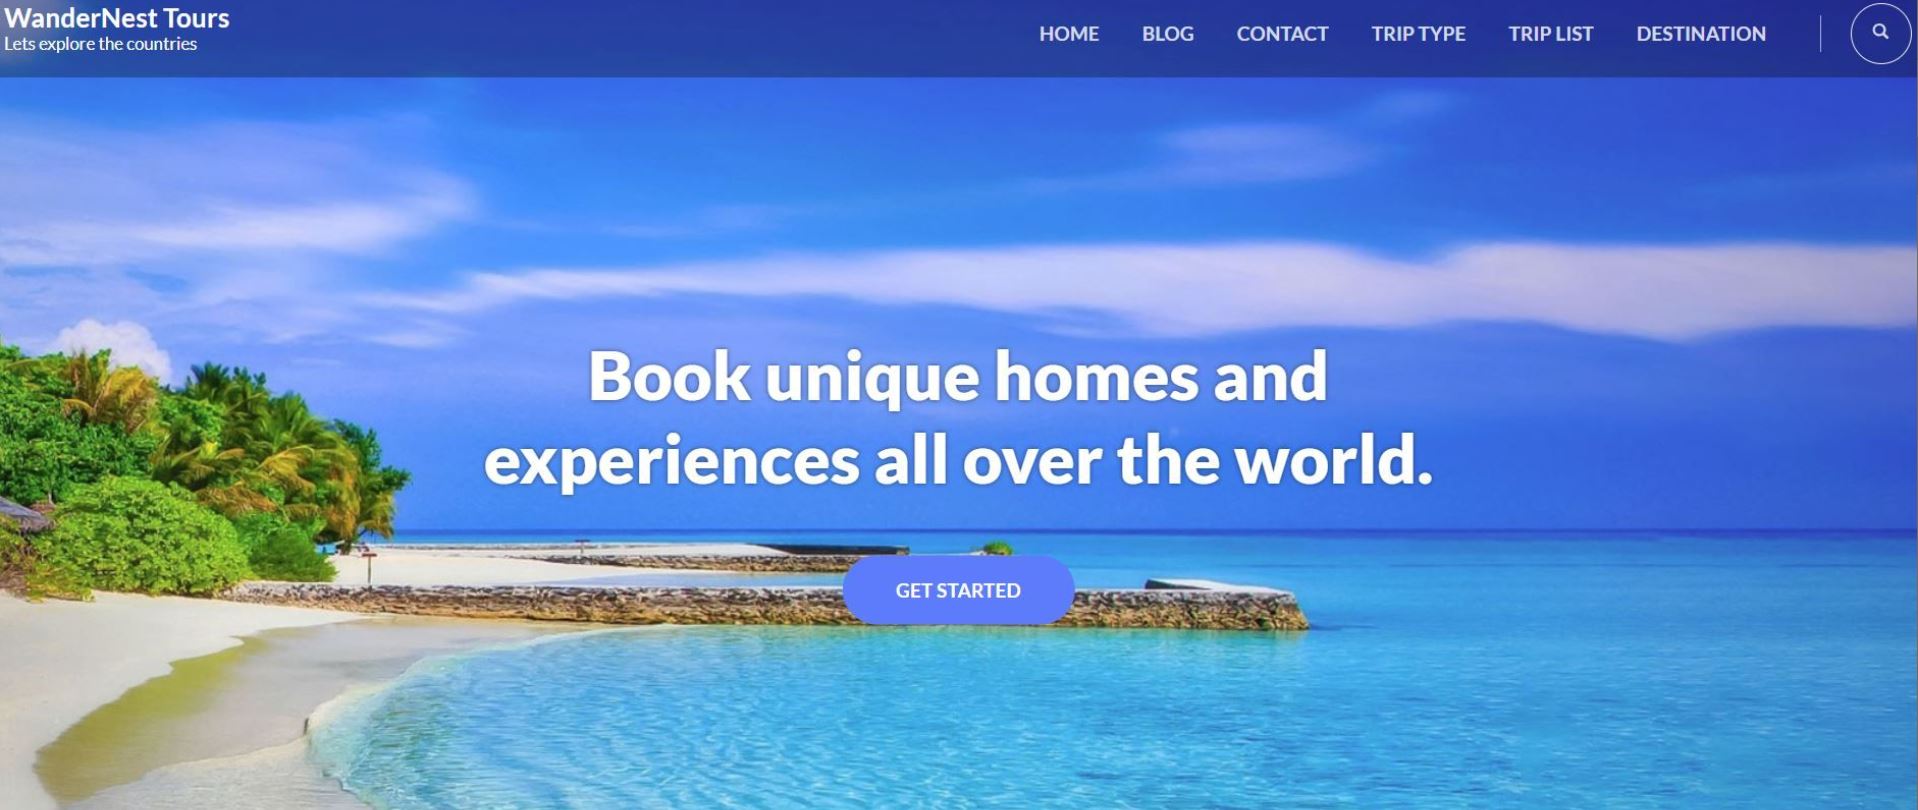 WanderNest Tours
Lets explore the countries
HOME BLOG CONTACT TRIP TYPE TRIP LIST DESTINATION
Book unique homes and
experiences all over the world.
GET STARTED